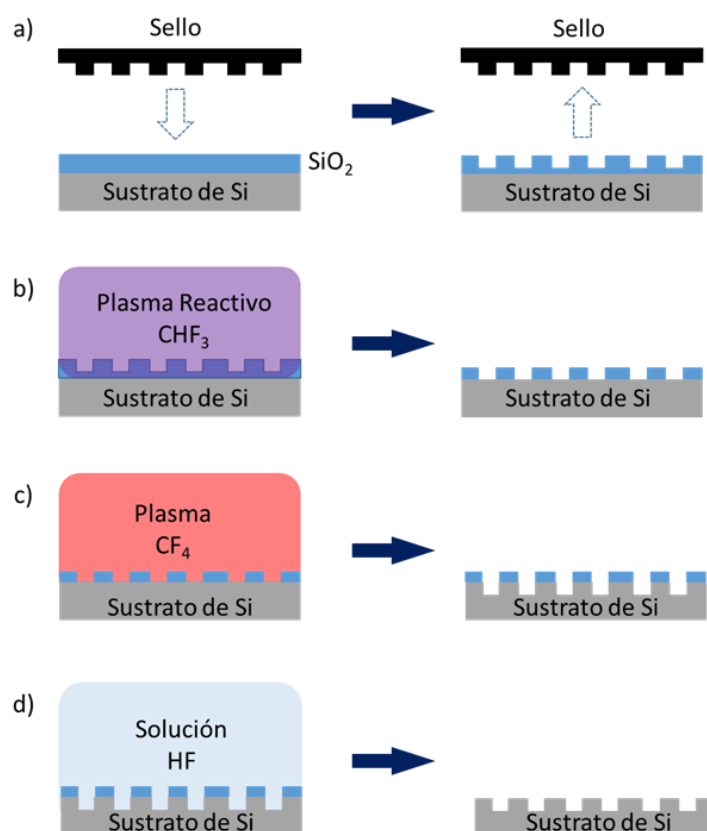 a)
Sello
Sello
SiO₂
Sustrato de Si
Sustrato de Si
b)
Plasma Reactivo
CHF₃
Sustrato de Si
Sustrato de Si
c)
Plasma
CF₄
Sustrato de Si
Sustrato de Si
d)
Solución
HF
Sustrato de Si
Sustrato de Si